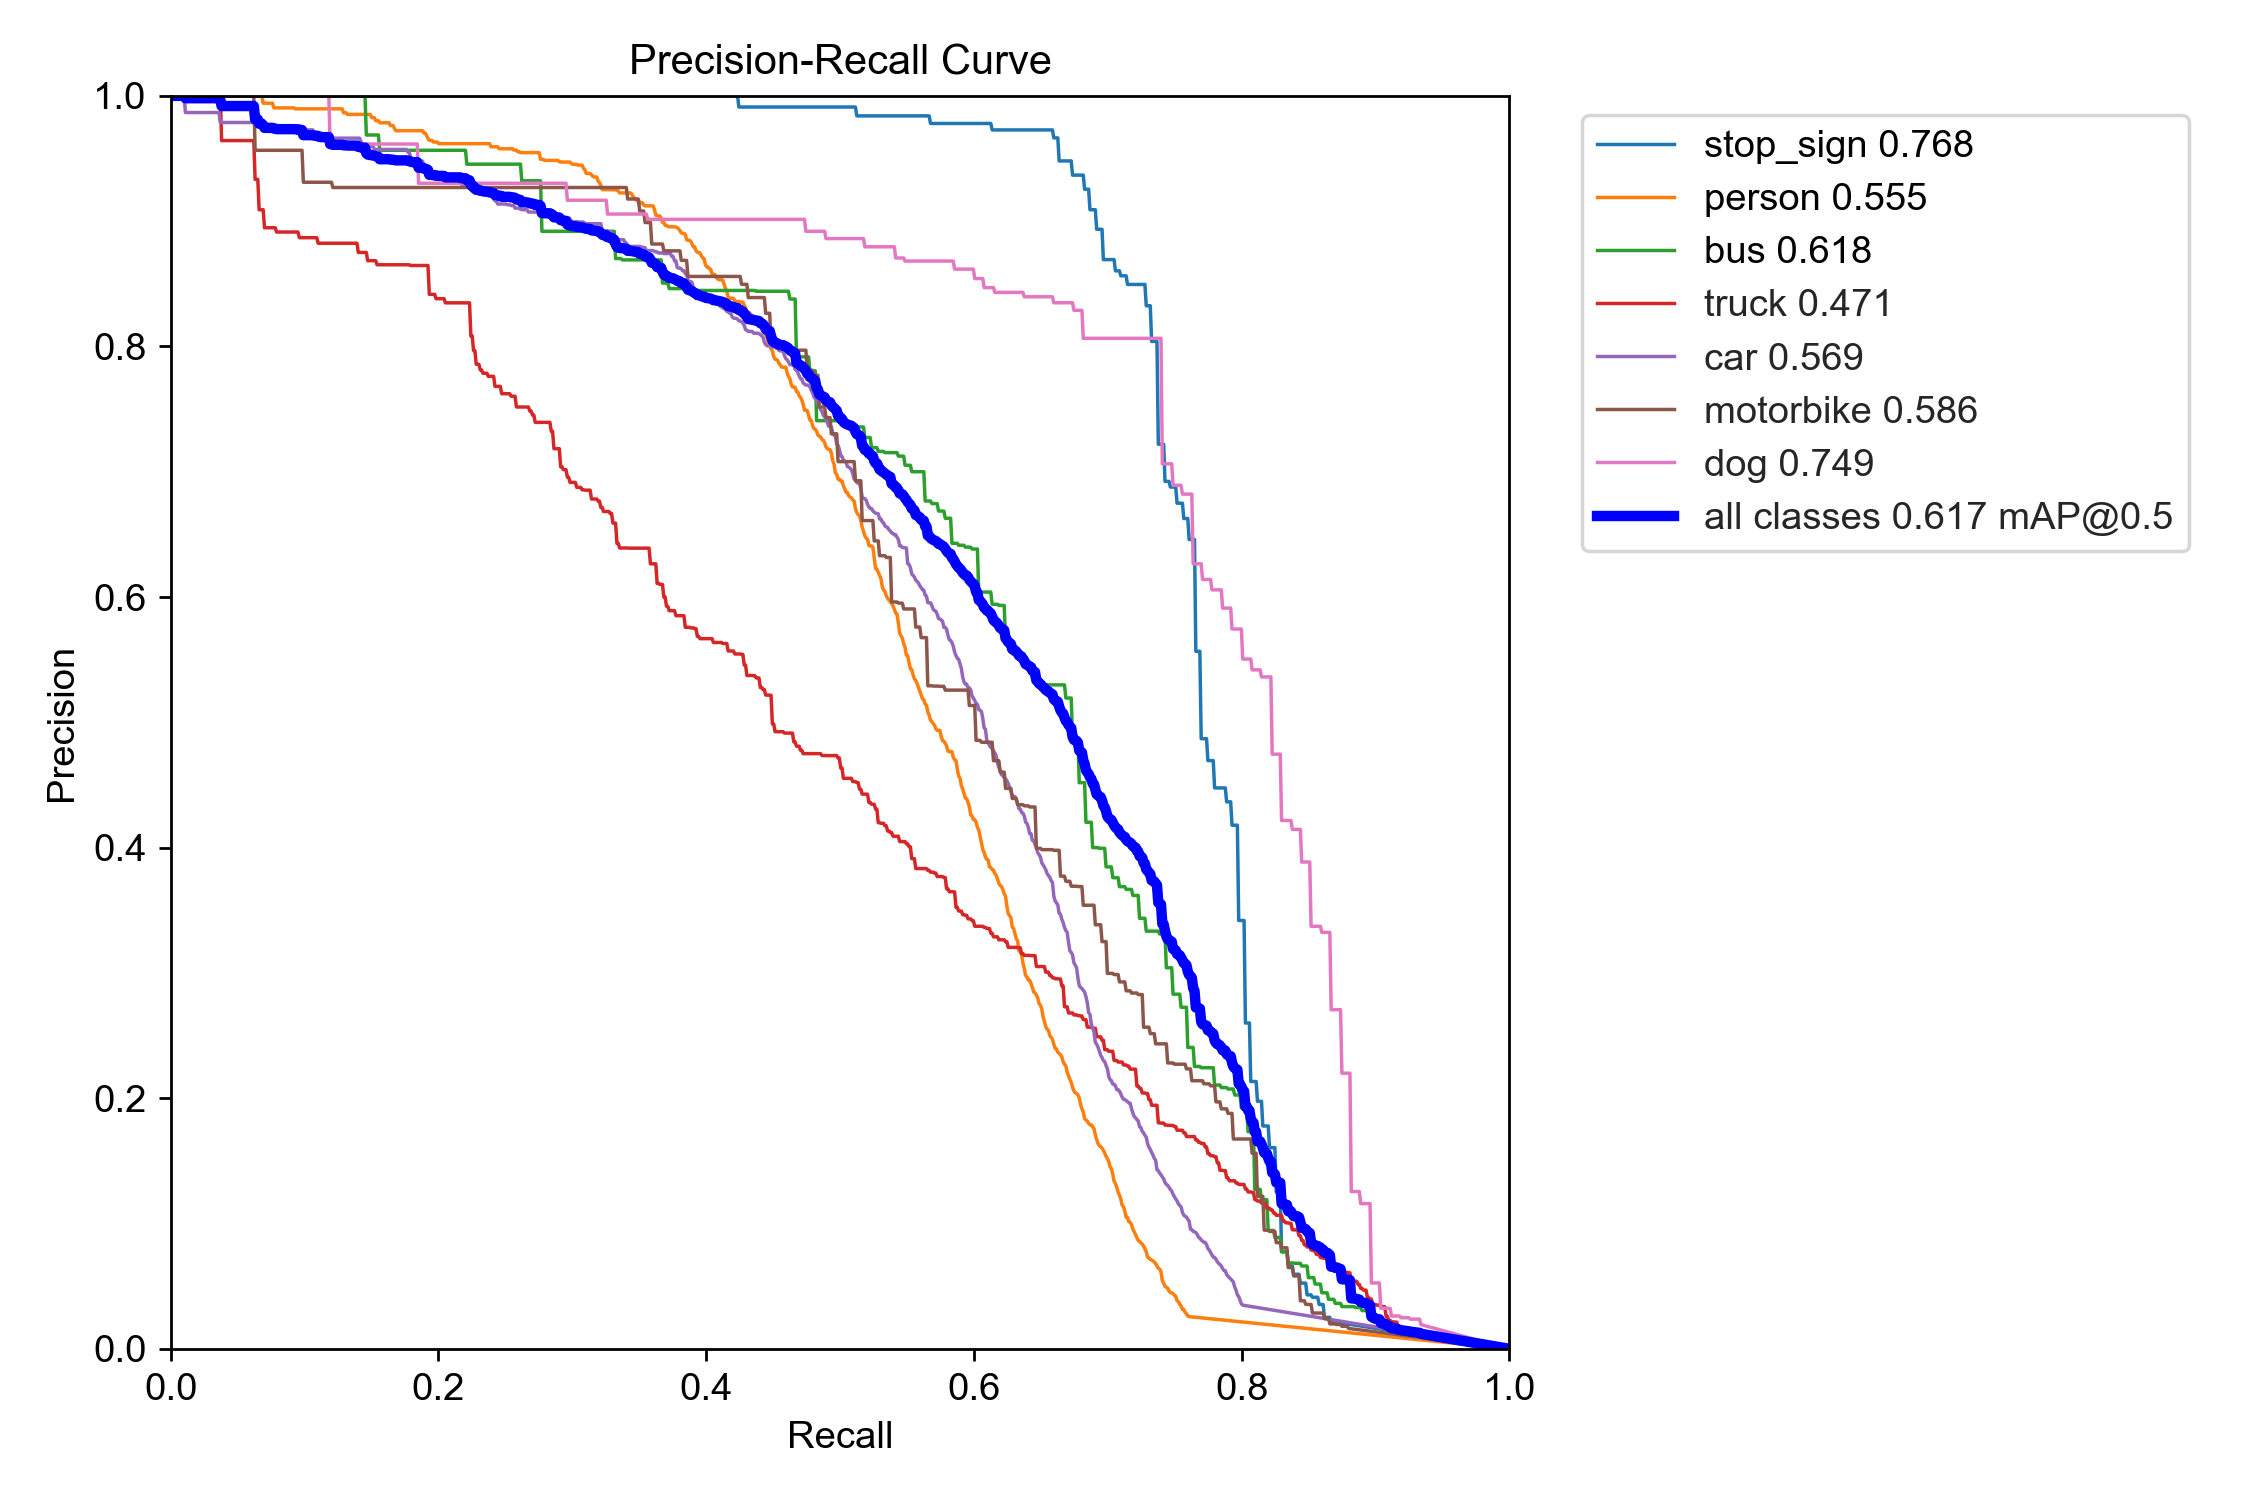 Precision-Recall Curve
1.0
0.8
0.6
0.4
0.2
0.0
Precision
0.0 0.2 0.4 0.6 0.8 1.0
Recall
stop_sign 0.768
person 0.555
bus 0.618
truck 0.471
car 0.569
motorbike 0.586
dog 0.749
all classes 0.617 mAP@0.5